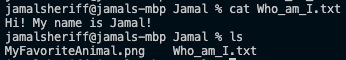 jamalsheriff@jamals-mbp Jamal % cat Who_am_I.txt
Hi! My name is Jamal!
jamalsheriff@jamals-mbp Jamal % ls
MyFavoriteAnimal.png    Who_am_I.txt